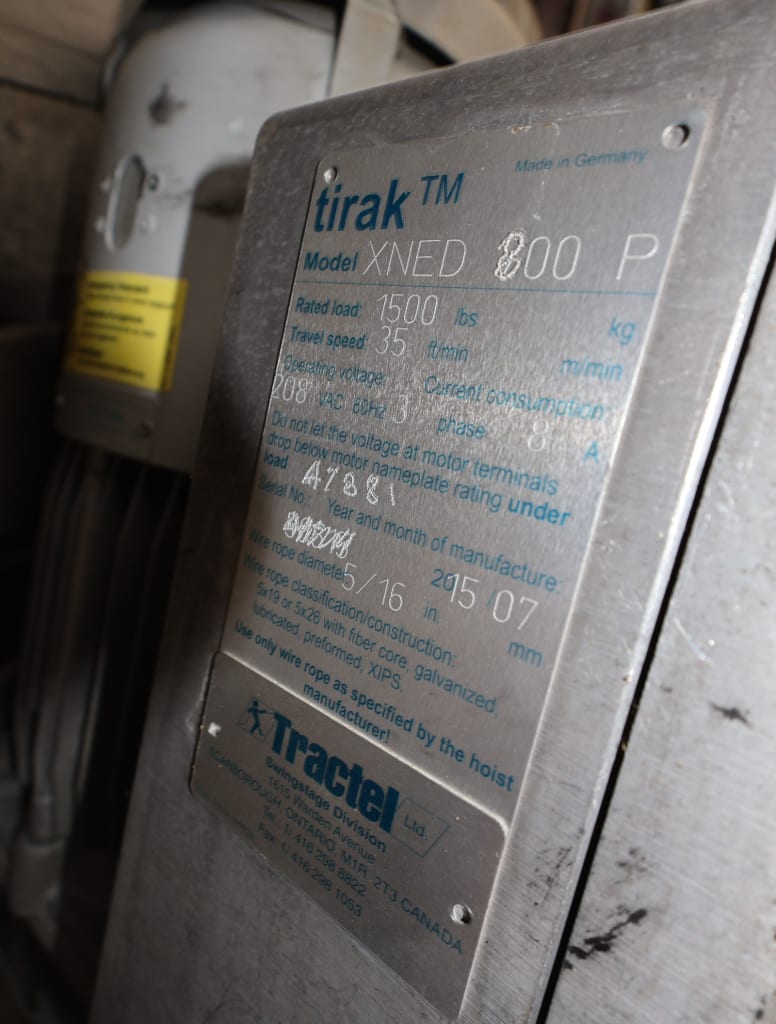 Made in Germany
tirak™
Model XNED 800 P
Rated load: 1500 lbs kg
Travel speed 35 ft/min m/min
Operating voltage Current consumption
208 VAC 60Hz 3 phase 8 A
Do not let the voltage at motor terminals
drop below motor nameplate rating under
load
Serial No.: Year and month of manufacture:
2015/07
Wire rope diameter 5/16 in. mm
Wire rope classification/construction:
5x19 or 5x26 with fiber core, galvanized,
lubricated, preformed, XIPS.
Use only wire rope as specified by the hoist
manufacturer!
Tractel Ltd.
Swingstage Division
1615 Warden Avenue
SCARBOROUGH, ONTARIO, M1R 2T3 CANADA
Tel. 1/ 416 298 8822
Fax: 1/ 416 298 1053